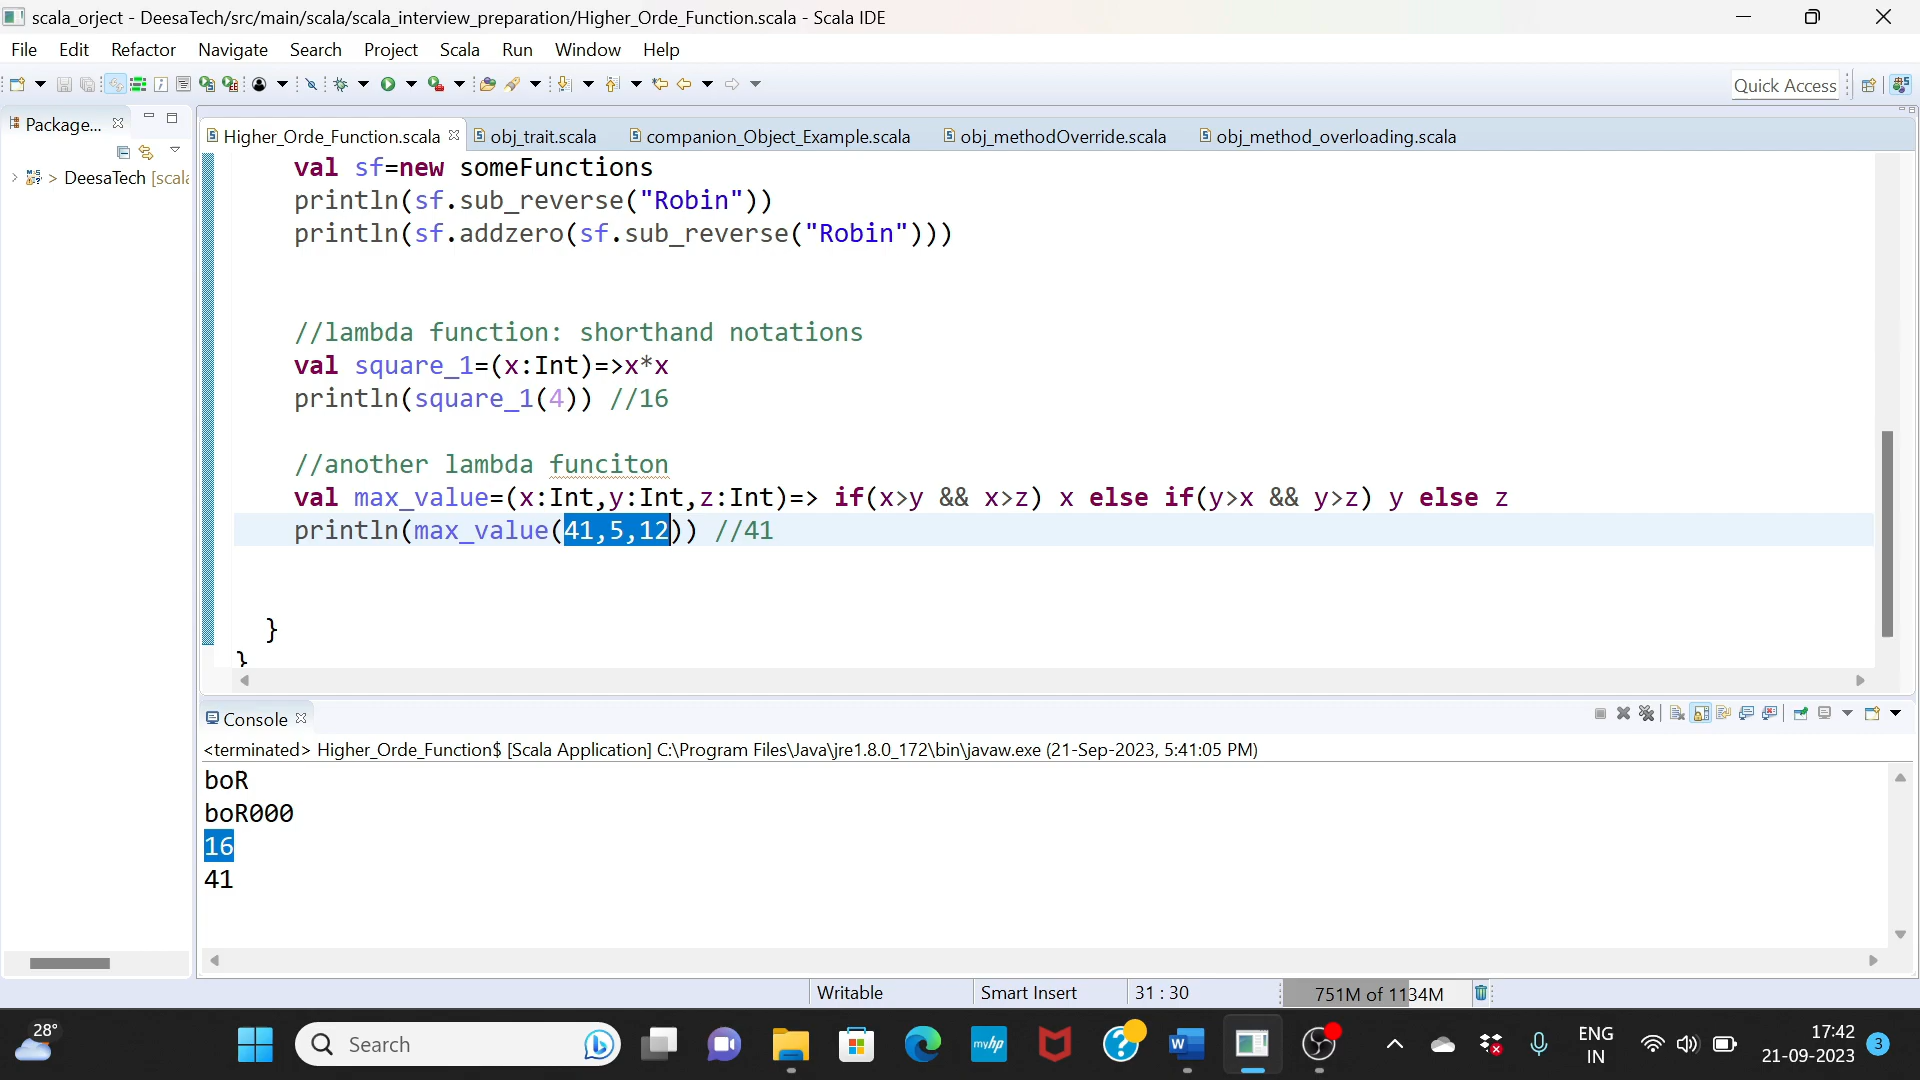 scala_orject - DeesaTech/src/main/scala/scala_interview_preparation/Higher_Orde_Function.scala - Scala IDE
File Edit Refactor Navigate Search Project Scala Run Window Help
Quick Access
Package...
Higher_Orde_Function.scala obj_trait.scala companion_Object_Example.scala obj_methodOverride.scala obj_method_overloading.scala
> DeesaTech [scala
val sf=new someFunctions
println(sf.sub_reverse("Robin"))
println(sf.addzero(sf.sub_reverse("Robin")))
//lambda function: shorthand notations
val square_1=(x:Int)=>x*x
println(square_1(4)) //16
//another lambda funciton
val max_value=(x:Int,y:Int,z:Int)=> if(x>y && x>z) x else if(y>x && y>z) y else z
println(max_value(41,5,12)) //41
}
}
Console
<terminated> Higher_Orde_Function$ [Scala Application] C:\Program Files\Java\jre1.8.0_172\bin\javaw.exe (21-Sep-2023, 5:41:05 PM)
boR
boR000
16
41
Writable Smart Insert 31 : 30 751M of 1134M
28°
Search
myhp
ENG
IN
17:42
21-09-2023
3